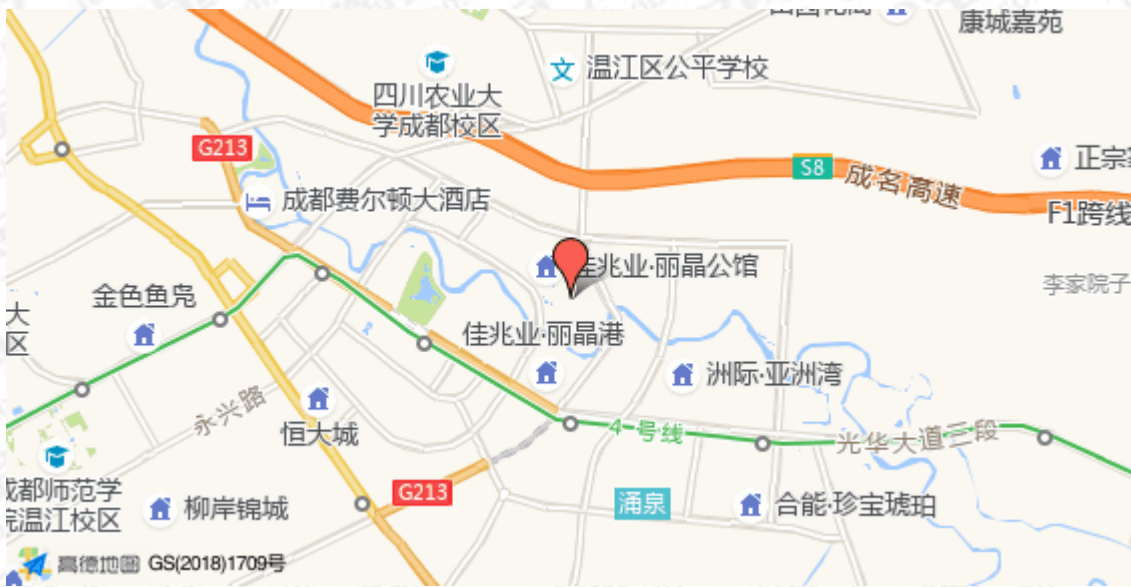 康城嘉苑
温江区公平学校
四川农业大
学成都校区
G213
S8
成名高速
正宗
F1跨线
成都费尔顿大酒店
佳兆业·丽晶公馆
李家院子
金色鱼凫
大
区
佳兆业·丽晶港
洲际·亚洲湾
永兴路
恒大城
4号线
光华大道三段
成都师范学
院温江校区
G213
柳岸锦城
涌泉
合能·珍宝琥珀
高德地图 GS(2018)1709号